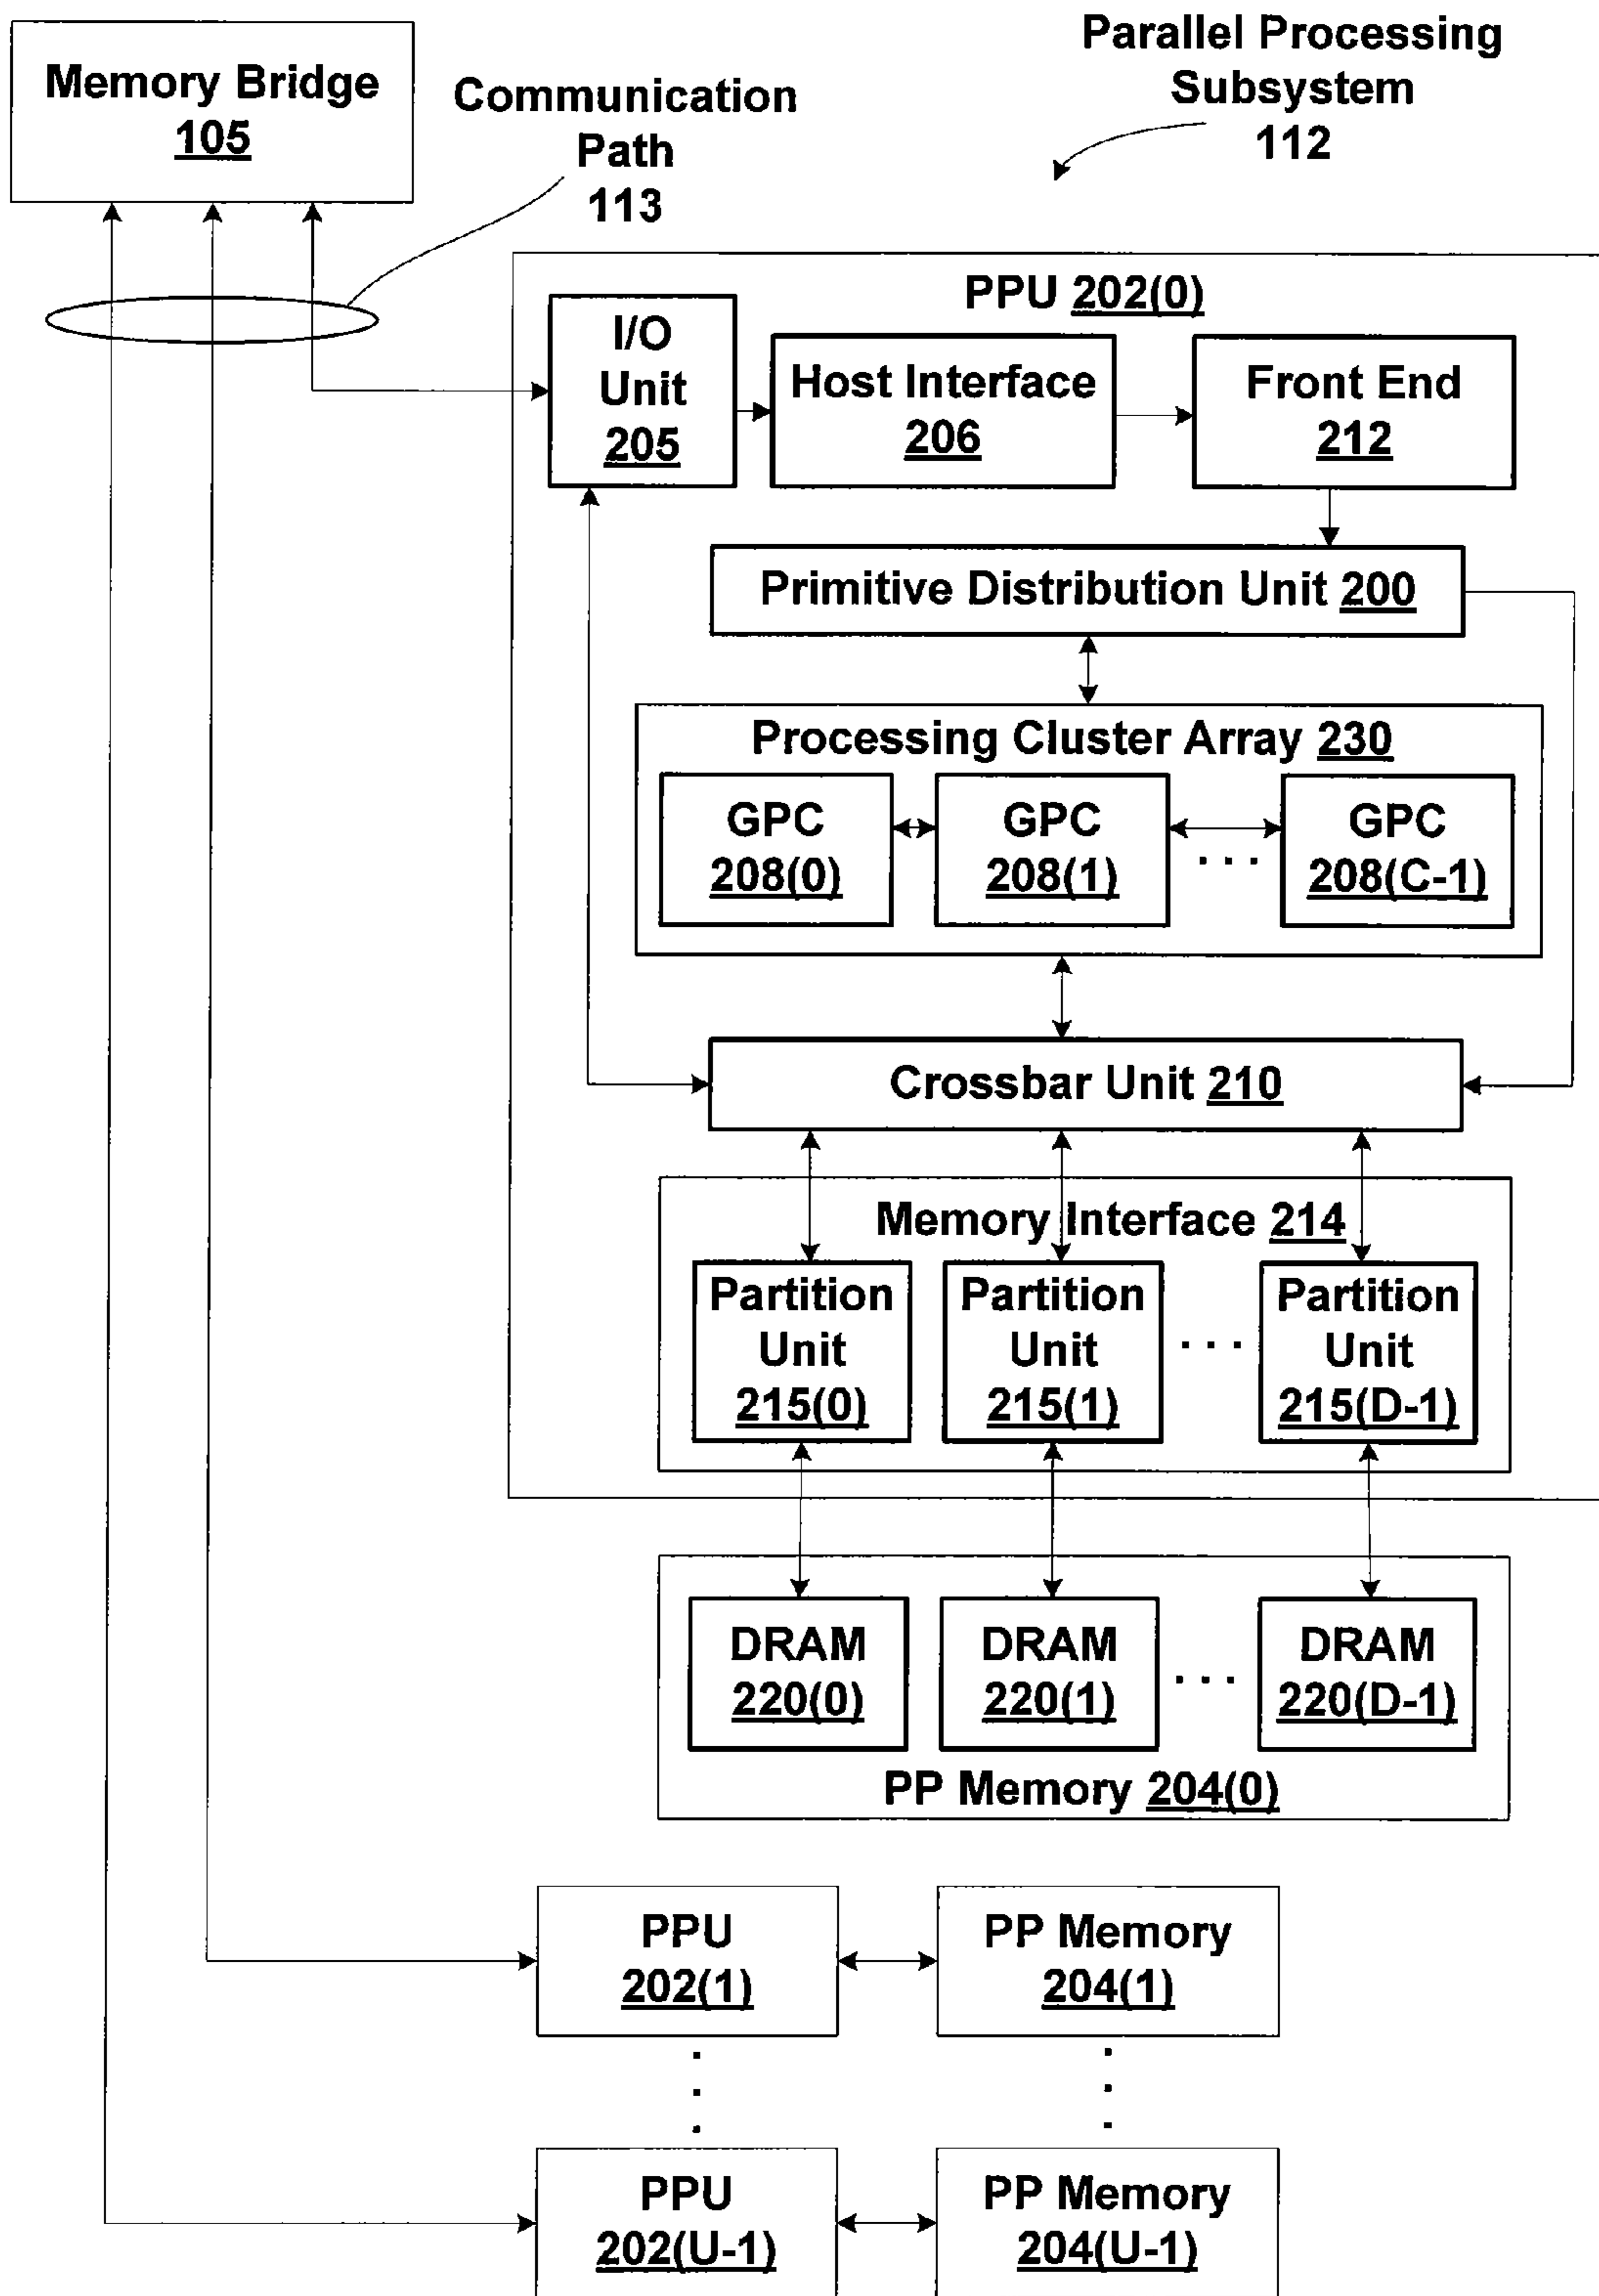 Parallel Processing
Subsystem
112
Memory Bridge
105
Communication
Path
113
PPU 202(0)
I/O
Unit
205
Host Interface
206
Front End
212
Primitive Distribution Unit 200
Processing Cluster Array 230
GPC
208(0)
GPC
208(1)
. . .
GPC
208(C-1)
Crossbar Unit 210
Memory Interface 214
Partition
Unit
215(0)
Partition
Unit
215(1)
. . .
Partition
Unit
215(D-1)
DRAM
220(0)
DRAM
220(1)
. . .
DRAM
220(D-1)
PP Memory 204(0)
PPU
202(1)
PP Memory
204(1)
PPU
202(U-1)
PP Memory
204(U-1)